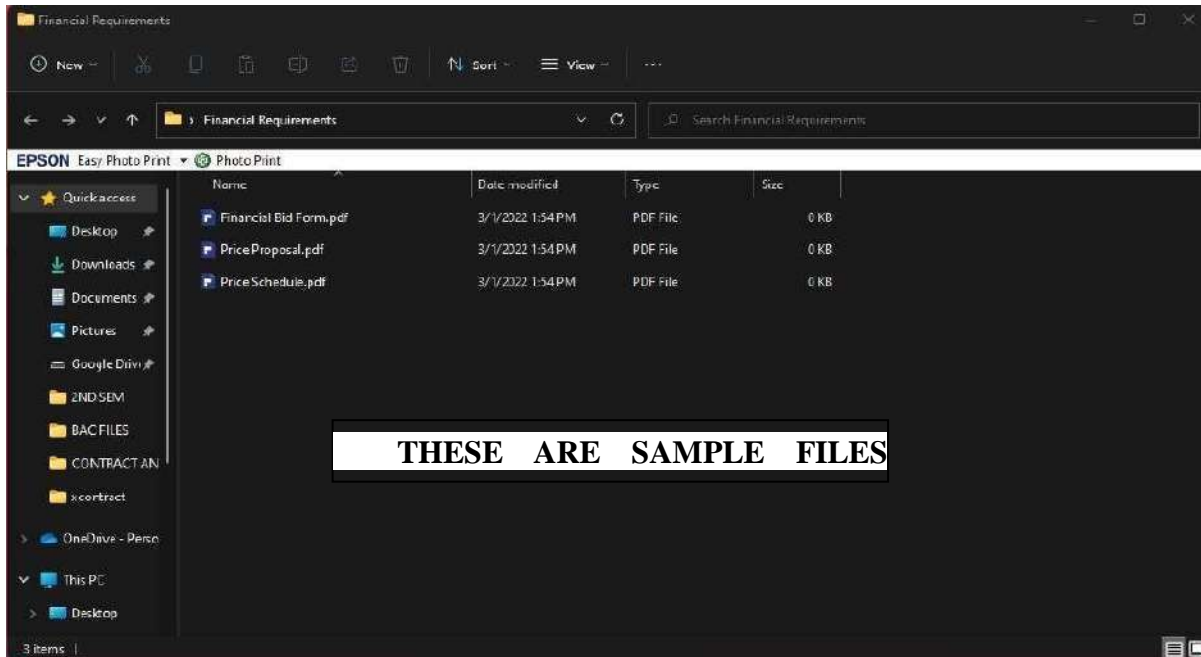 Financial Requirements
New
Sort
View
...
Financial Requirements
Search Financial Requirements
EPSON Easy Photo Print Photo Print
Name Date modified Type Size
Quick access
Financial Bid Form.pdf 3/1/2022 1:54 PM PDF File 0 KB
Desktop
Price Proposal.pdf 3/1/2022 1:54 PM PDF File 0 KB
Downloads
Price Schedule.pdf 3/1/2022 1:54 PM PDF File 0 KB
Documents
Pictures
Google Driv
2ND SEM
BAC FILES
THESE ARE SAMPLE FILES
CONTRACT AN
xcontract
OneDrive - Perso
This PC
Desktop
3 items